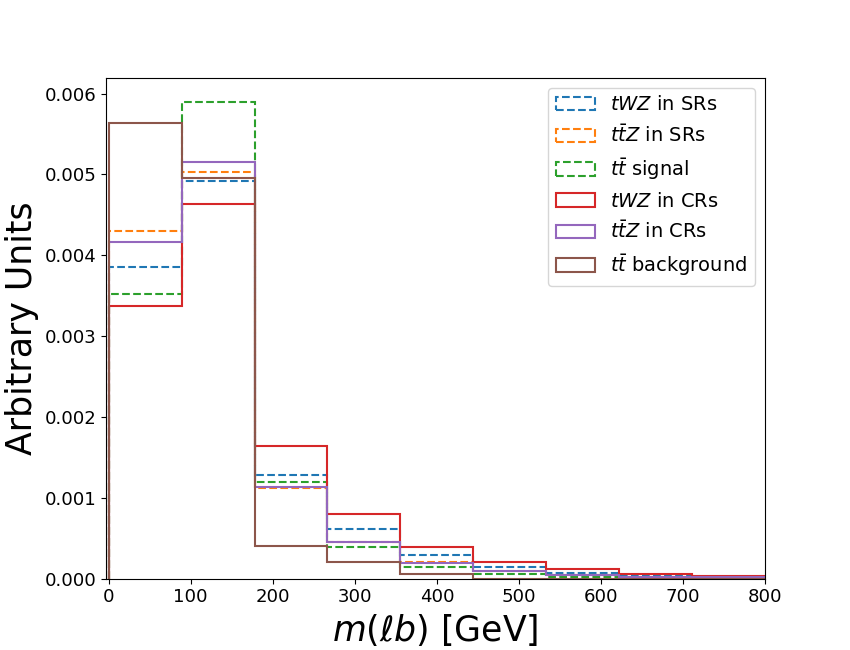 0.006
0.005
0.004
0.003
0.002
0.001
0.000
Arbitrary Units
tWZ in SRs
tt̄Z in SRs
tt̄ signal
tWZ in CRs
tt̄Z in CRs
tt̄ background
0 100 200 300 400 500 600 700 800
m(ℓb) [GeV]